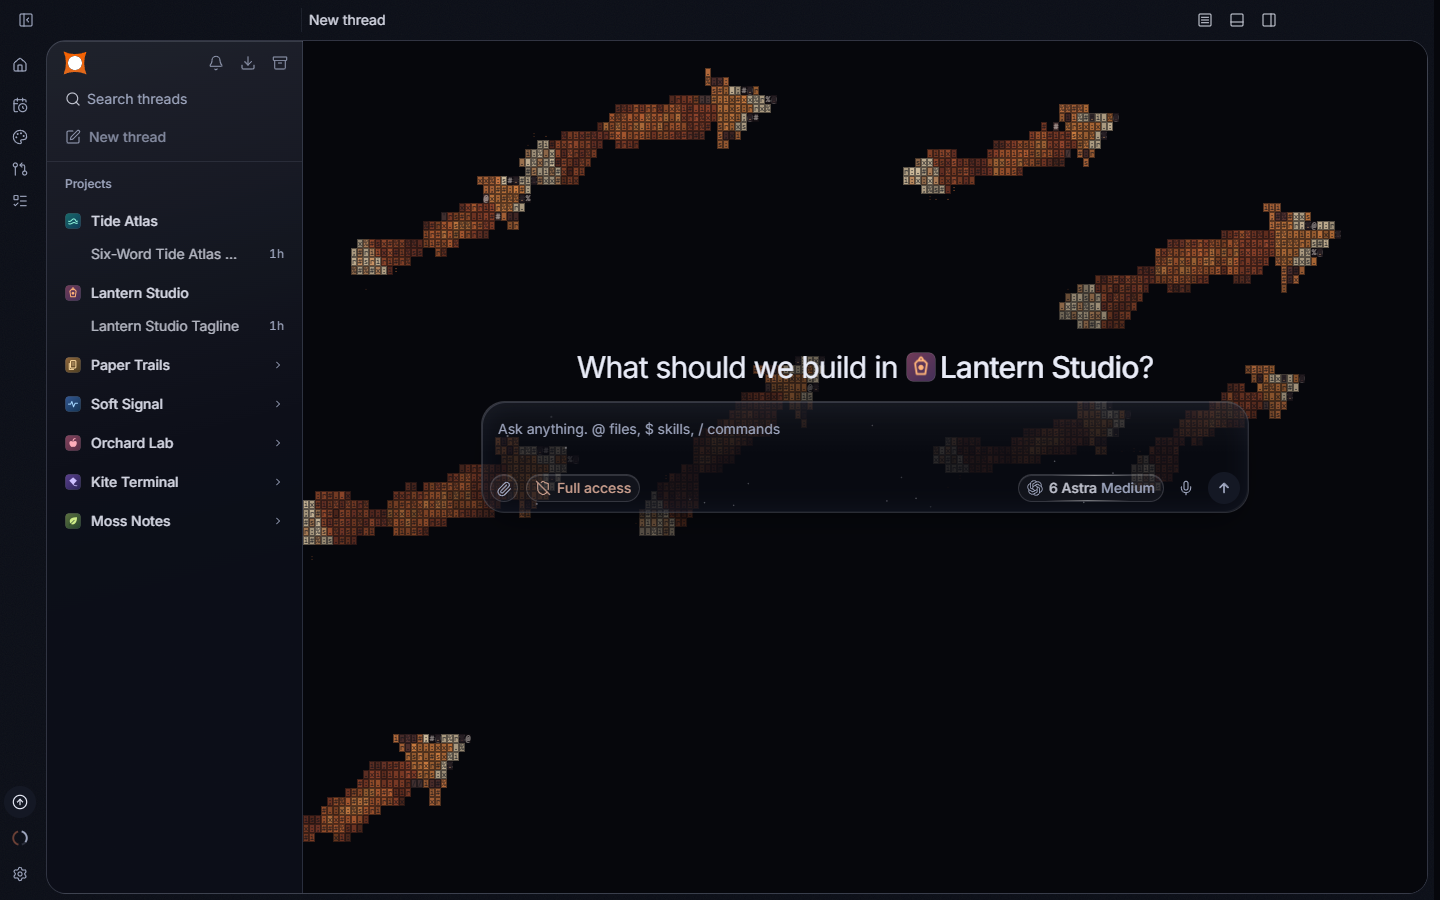 New thread
Search threads
New thread
Projects
Tide Atlas
Six-Word Tide Atlas ... 1h
Lantern Studio
Lantern Studio Tagline 1h
Paper Trails
Soft Signal
Orchard Lab
Kite Terminal
Moss Notes
What should we build in Lantern Studio?
Ask anything. @ files, $ skills, / commands
Full access
6 Astra Medium